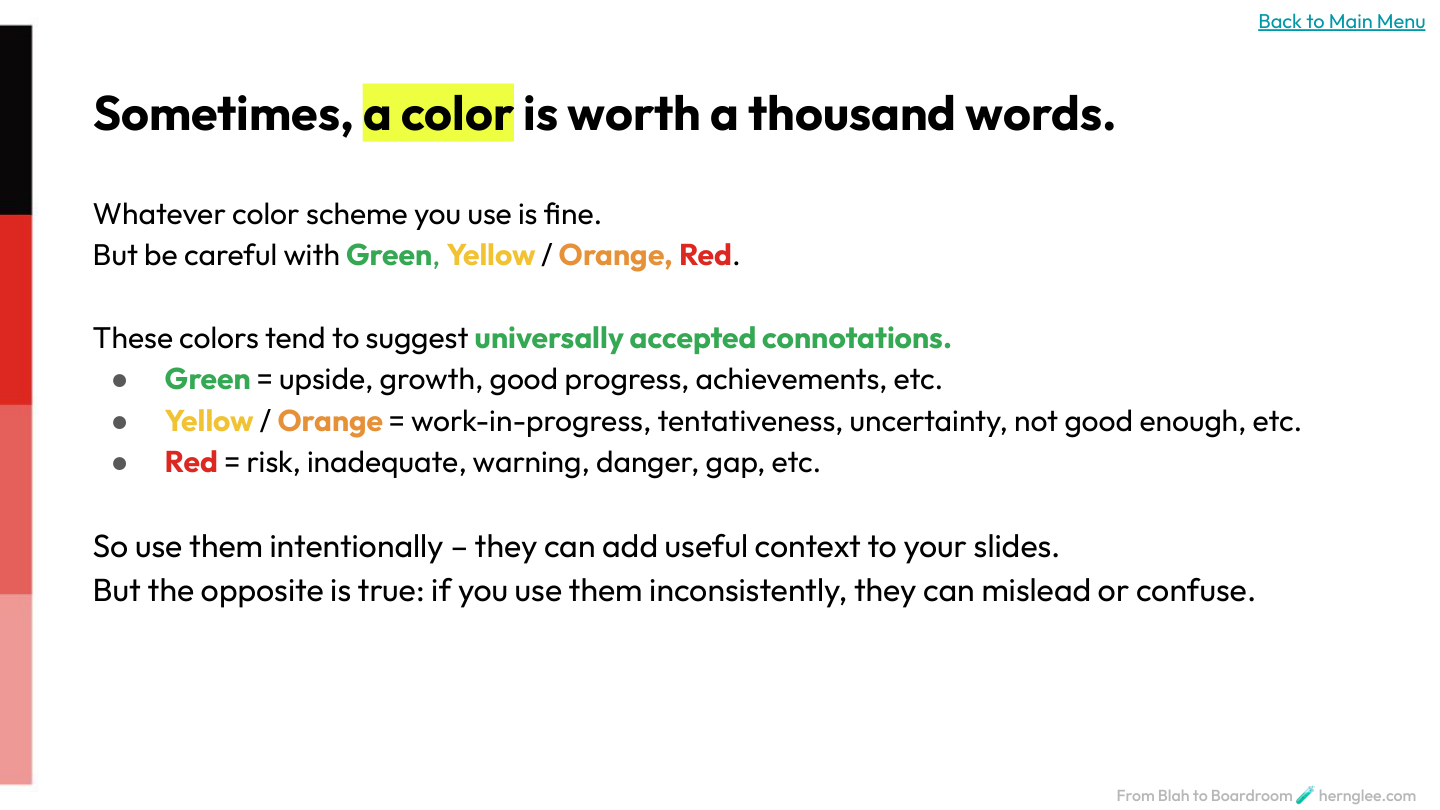 Back to Main Menu
Sometimes, a color is worth a thousand words.
Whatever color scheme you use is fine.
But be careful with Green, Yellow / Orange, Red.
These colors tend to suggest universally accepted connotations.
● Green = upside, growth, good progress, achievements, etc.
● Yellow / Orange = work-in-progress, tentativeness, uncertainty, not good enough, etc.
● Red = risk, inadequate, warning, danger, gap, etc.
So use them intentionally – they can add useful context to your slides.
But the opposite is true: if you use them inconsistently, they can mislead or confuse.
From Blah to Boardroom 🧪 hernglee.com